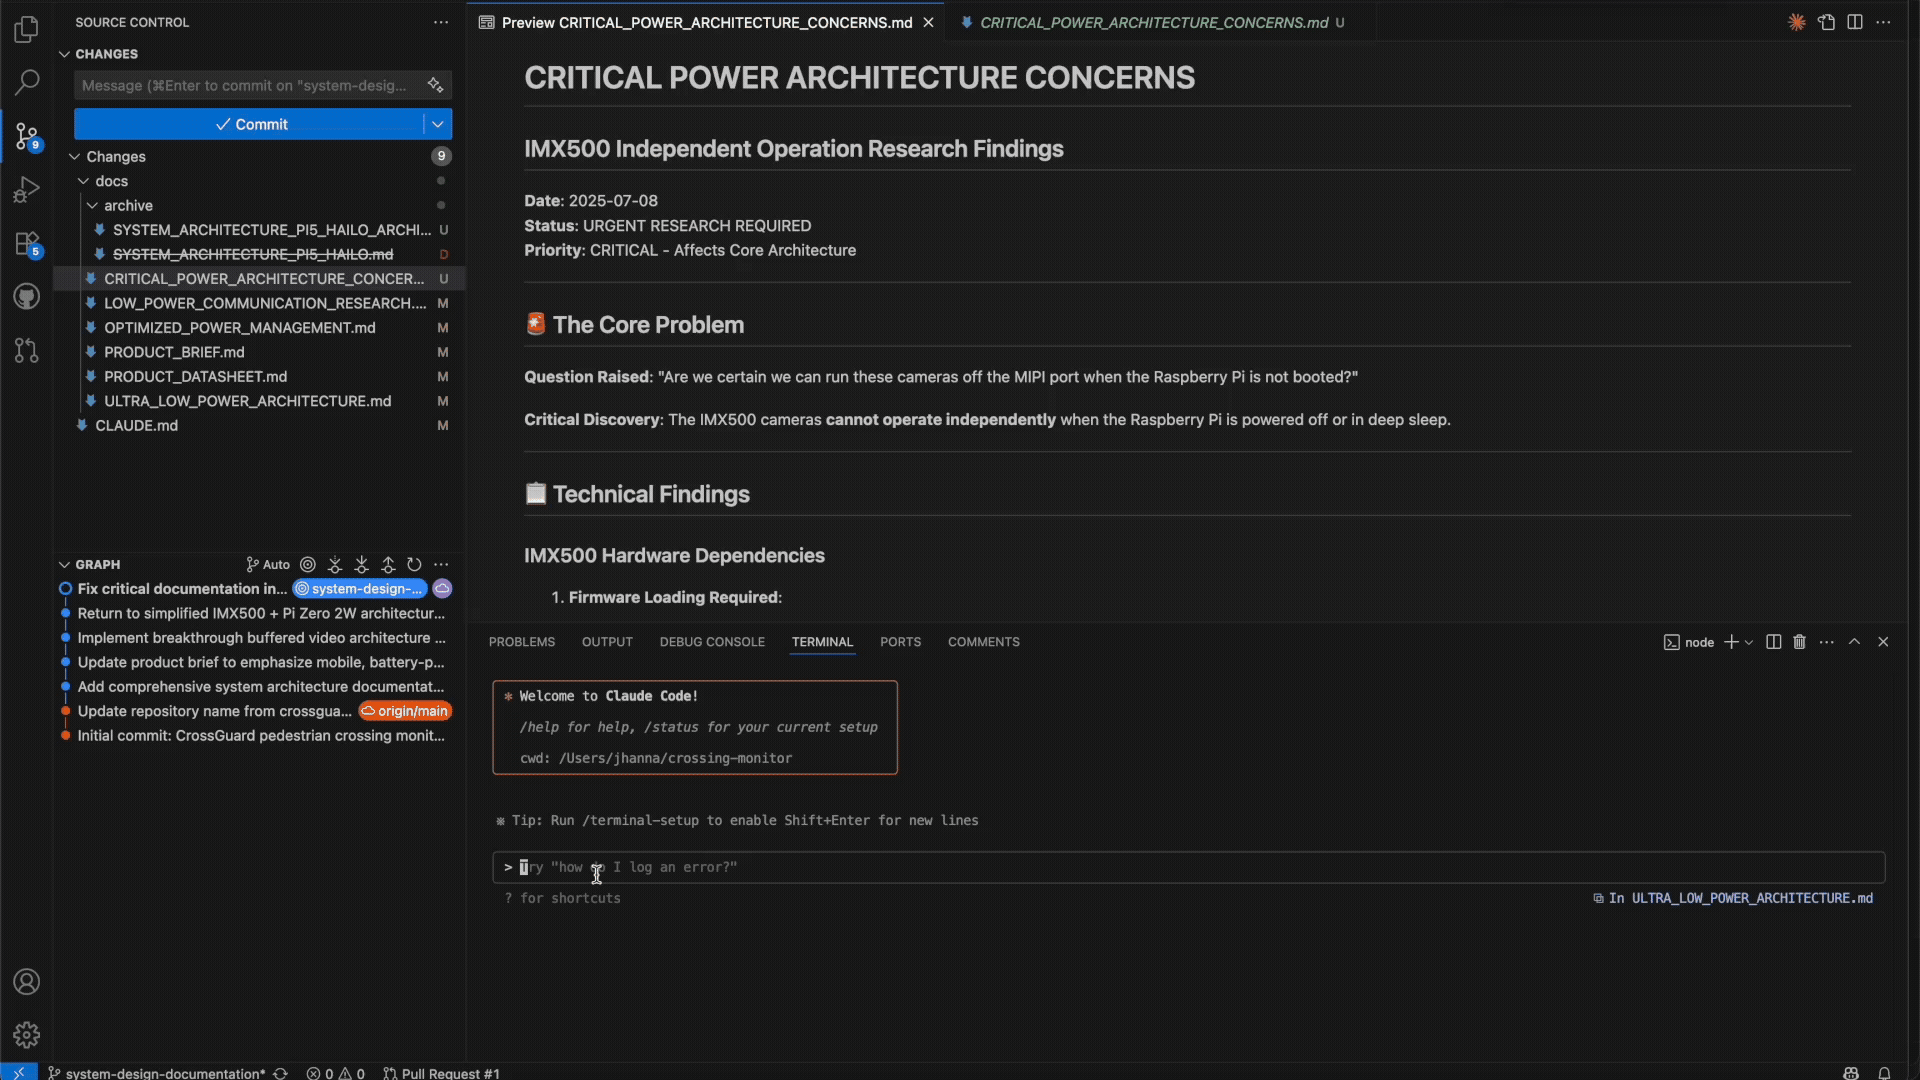 SOURCE CONTROL
CHANGES
Message (⌘Enter to commit on "system-desig...
Commit
Changes 9
docs
archive
SYSTEM_ARCHITECTURE_PI5_HAILO_ARCHI... U
SYSTEM_ARCHITECTURE_PI5_HAILO.md D
CRITICAL_POWER_ARCHITECTURE_CONCER... U
LOW_POWER_COMMUNICATION_RESEARCH.... M
OPTIMIZED_POWER_MANAGEMENT.md M
PRODUCT_BRIEF.md M
PRODUCT_DATASHEET.md M
ULTRA_LOW_POWER_ARCHITECTURE.md M
CLAUDE.md M
9
5
GRAPH Auto
Fix critical documentation in... system-design-...
Return to simplified IMX500 + Pi Zero 2W architectur...
Implement breakthrough buffered video architecture ...
Update product brief to emphasize mobile, battery-p...
Add comprehensive system architecture documentat...
Update repository name from crossgua... origin/main
Initial commit: CrossGuard pedestrian crossing monit...
Preview CRITICAL_POWER_ARCHITECTURE_CONCERNS.md
CRITICAL_POWER_ARCHITECTURE_CONCERNS.md U
CRITICAL POWER ARCHITECTURE CONCERNS
IMX500 Independent Operation Research Findings
Date: 2025-07-08
Status: URGENT RESEARCH REQUIRED
Priority: CRITICAL - Affects Core Architecture
The Core Problem
Question Raised: "Are we certain we can run these cameras off the MIPI port when the Raspberry Pi is not booted?"
Critical Discovery: The IMX500 cameras cannot operate independently when the Raspberry Pi is powered off or in deep sleep.
Technical Findings
IMX500 Hardware Dependencies
1. Firmware Loading Required:
PROBLEMS OUTPUT DEBUG CONSOLE TERMINAL PORTS COMMENTS
node
* Welcome to Claude Code!
/help for help, /status for your current setup
cwd: /Users/jhanna/crossing-monitor
※ Tip: Run /terminal-setup to enable Shift+Enter for new lines
> Try "how do I log an error?"
? for shortcuts
In ULTRA_LOW_POWER_ARCHITECTURE.md
system-design-documentation* 0 0 Pull Request #1